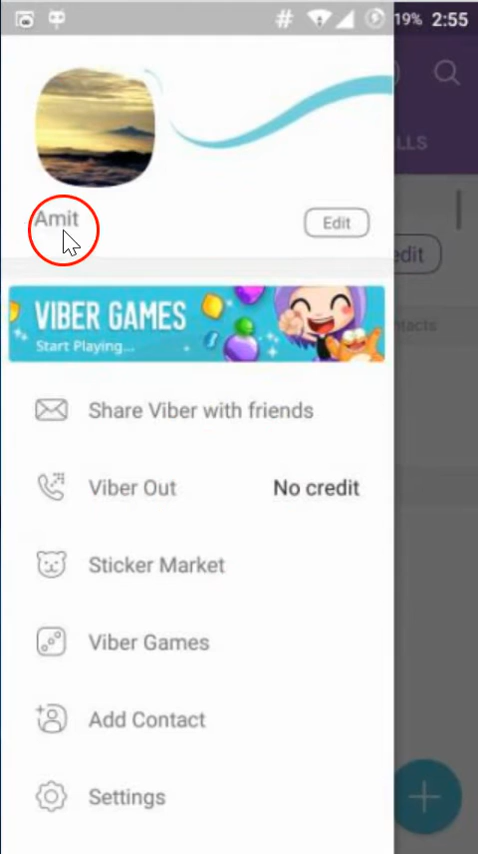 19% 2:55
LLS
Amit
Edit
edit
VIBER GAMES
Start Playing...
ntacts
Share Viber with friends
Viber Out No credit
Sticker Market
Viber Games
Add Contact
Settings